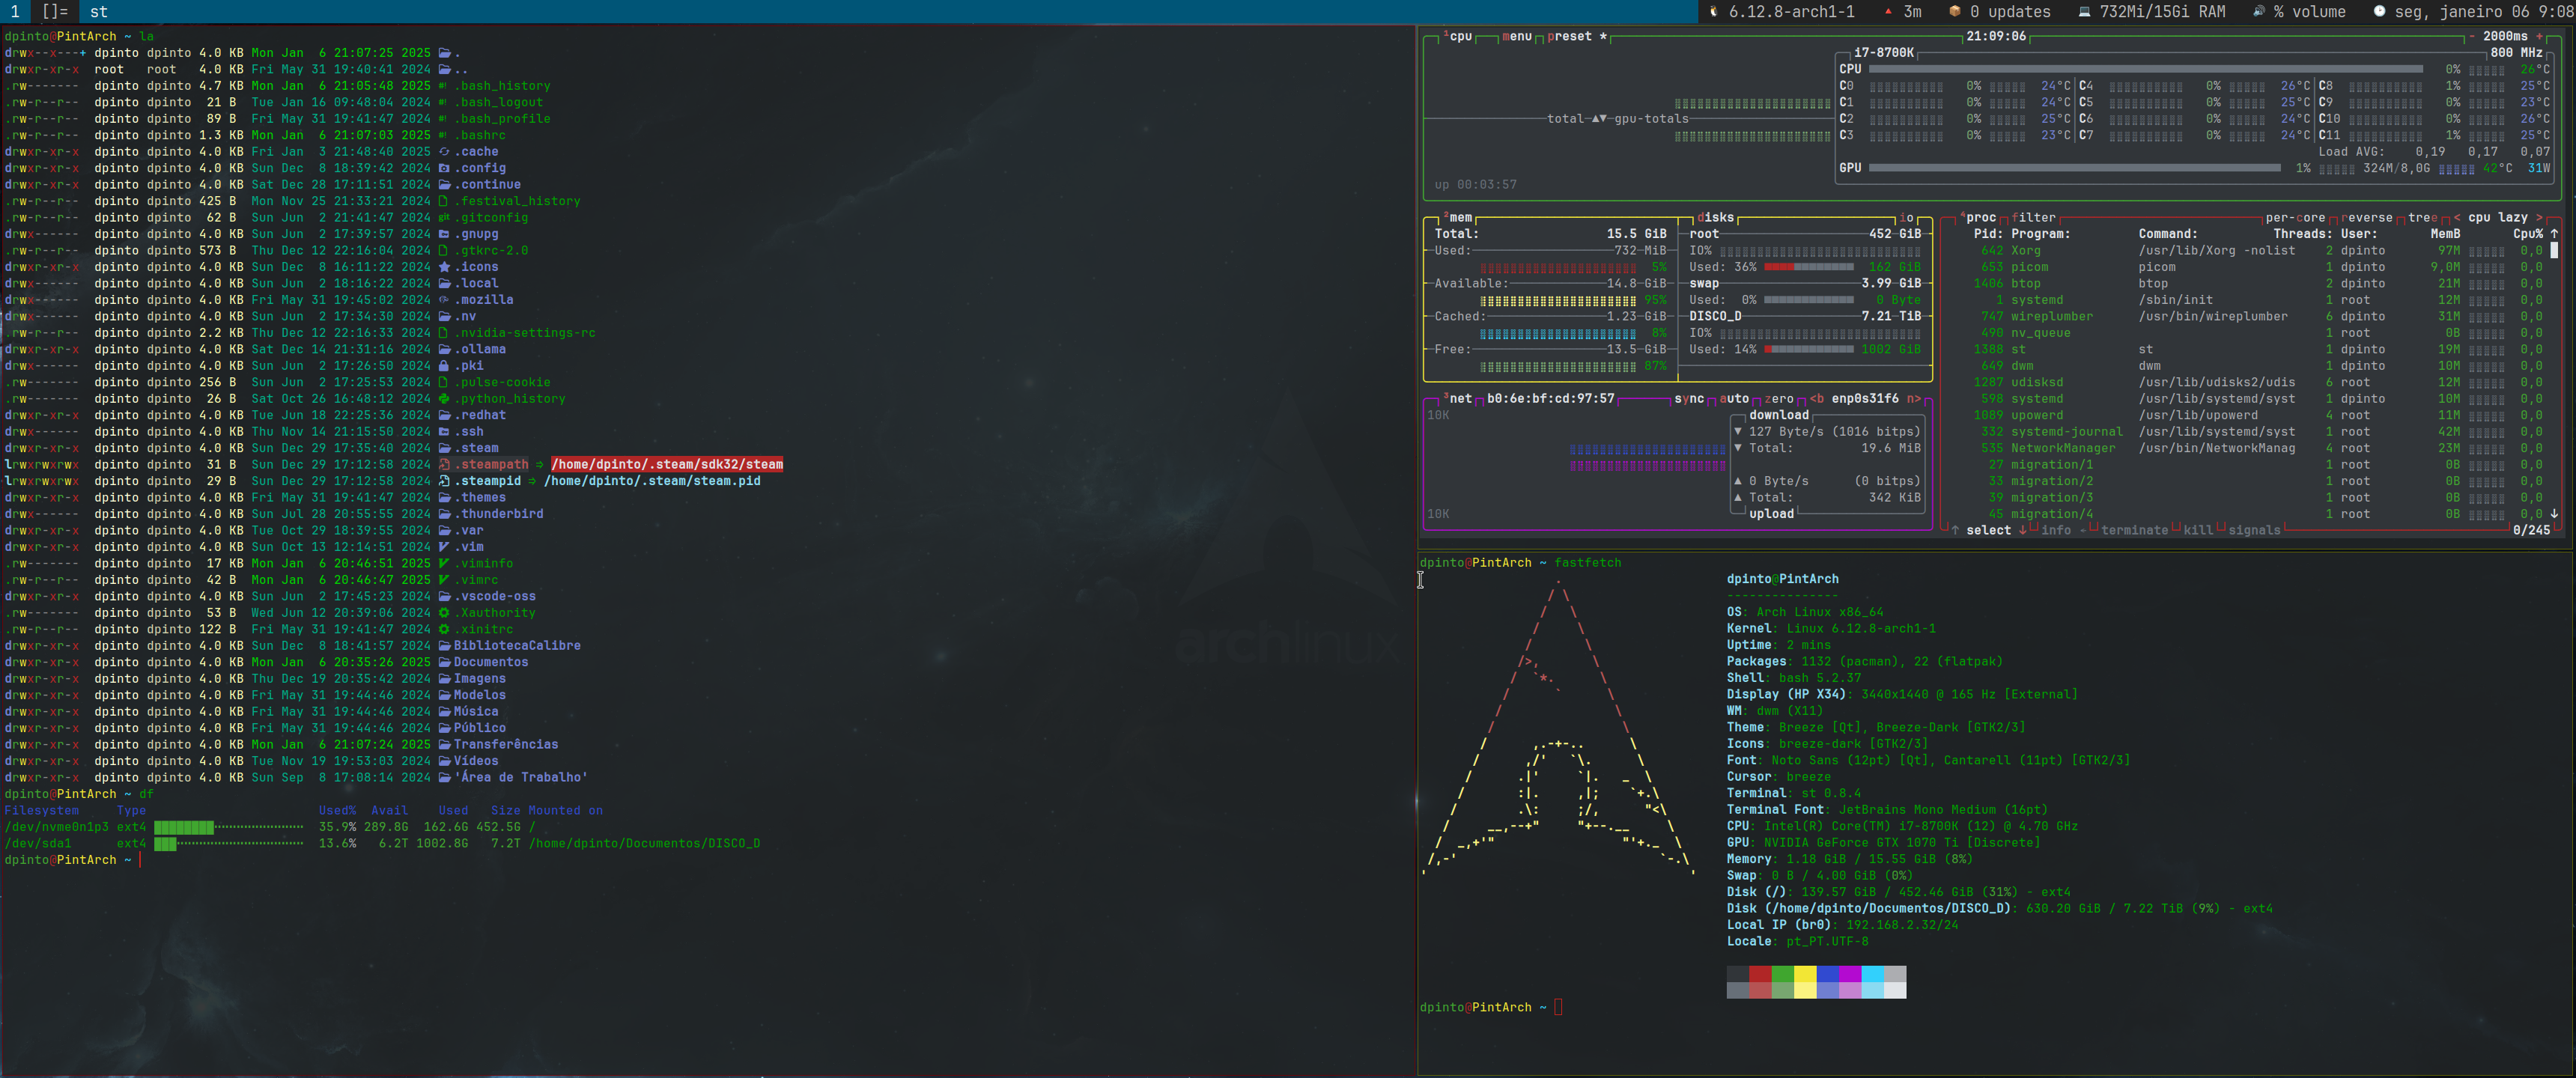 1 []= st 6.12.8-arch1-1 3m 0 updates 732Mi/15Gi RAM % volume seg, janeiro 06 9:08
dpinto@PintArch ~ la
drwx--x---+ dpinto dpinto 4.0 KB Mon Jan 6 21:07:25 2025 .
drwxr-xr-x root root 4.0 KB Fri May 31 19:40:41 2024 ..
.rw------- dpinto dpinto 4.7 KB Mon Jan 6 21:05:48 2025 #! .bash_history
.rw-r--r-- dpinto dpinto 21 B Tue Jan 16 09:48:04 2024 #! .bash_logout
.rw-r--r-- dpinto dpinto 89 B Fri May 31 19:41:47 2024 #! .bash_profile
.rw-r--r-- dpinto dpinto 1.3 KB Mon Jan 6 21:07:03 2025 #! .bashrc
drwxr-xr-x dpinto dpinto 4.0 KB Fri Jan 3 21:48:40 2025 .cache
drwxr-xr-x dpinto dpinto 4.0 KB Sun Dec 8 18:39:42 2024 .config
drwxr-xr-x dpinto dpinto 4.0 KB Sat Dec 28 17:11:51 2024 .continue
.rw-r--r-- dpinto dpinto 425 B Mon Nov 25 21:33:21 2024 .festival_history
.rw-r--r-- dpinto dpinto 62 B Sun Jun 2 21:41:47 2024 git .gitconfig
drwx------ dpinto dpinto 4.0 KB Sun Jun 2 17:39:57 2024 .gnupg
.rw-r--r-- dpinto dpinto 573 B Thu Dec 12 22:16:04 2024 .gtkrc-2.0
drwxr-xr-x dpinto dpinto 4.0 KB Sun Dec 8 16:11:22 2024 .icons
drwx------ dpinto dpinto 4.0 KB Sun Jun 2 18:16:22 2024 .local
drwx------ dpinto dpinto 4.0 KB Fri May 31 19:45:02 2024 .mozilla
drwx------ dpinto dpinto 4.0 KB Sun Jun 2 17:34:30 2024 .nv
.rw-r--r-- dpinto dpinto 2.2 KB Thu Dec 12 22:16:33 2024 .nvidia-settings-rc
drwxr-xr-x dpinto dpinto 4.0 KB Sat Dec 14 21:31:16 2024 .ollama
drwx------ dpinto dpinto 4.0 KB Sun Jun 2 17:26:50 2024 .pki
.rw------- dpinto dpinto 256 B Sun Jun 2 17:25:53 2024 .pulse-cookie
.rw------- dpinto dpinto 26 B Sat Oct 26 16:48:12 2024 .python_history
drwxr-xr-x dpinto dpinto 4.0 KB Tue Jun 18 22:25:36 2024 .redhat
drwx------ dpinto dpinto 4.0 KB Thu Nov 14 21:15:50 2024 .ssh
drwxr-xr-x dpinto dpinto 4.0 KB Sun Dec 29 17:35:40 2024 .steam
lrwxrwxrwx dpinto dpinto 31 B Sun Dec 29 17:12:58 2024 .steampath ⇒ /home/dpinto/.steam/sdk32/steam
lrwxrwxrwx dpinto dpinto 29 B Sun Dec 29 17:12:58 2024 .steampid ⇒ /home/dpinto/.steam/steam.pid
drwxr-xr-x dpinto dpinto 4.0 KB Fri May 31 19:41:47 2024 .themes
drwxr-xr-x dpinto dpinto 4.0 KB Sun Jul 28 20:55:55 2024 .thunderbird
drwxr-xr-x dpinto dpinto 4.0 KB Tue Oct 29 18:39:55 2024 .var
drwxr-xr-x dpinto dpinto 4.0 KB Sun Oct 13 12:14:51 2024 .vim
.rw------- dpinto dpinto 17 KB Mon Jan 6 20:46:51 2025 .viminfo
.rw-r--r-- dpinto dpinto 42 B Mon Jan 6 20:46:47 2025 .vimrc
drwxr-xr-x dpinto dpinto 4.0 KB Sun Jun 2 17:45:23 2024 .vscode-oss
.rw------- dpinto dpinto 53 B Wed Jun 12 20:39:06 2024 .Xauthority
.rw-r--r-- dpinto dpinto 122 B Fri May 31 19:41:47 2024 .xinitrc
drwxr-xr-x dpinto dpinto 4.0 KB Sun Dec 8 18:41:57 2024 BibliotecaCalibre
drwxr-xr-x dpinto dpinto 4.0 KB Mon Jan 6 20:35:26 2025 Documentos
drwxr-xr-x dpinto dpinto 4.0 KB Thu Dec 19 20:35:42 2024 Imagens
drwxr-xr-x dpinto dpinto 4.0 KB Fri May 31 19:44:46 2024 Modelos
drwxr-xr-x dpinto dpinto 4.0 KB Fri May 31 19:44:46 2024 Música
drwxr-xr-x dpinto dpinto 4.0 KB Fri May 31 19:44:46 2024 Público
drwxr-xr-x dpinto dpinto 4.0 KB Mon Jan 6 21:07:24 2025 Transferências
drwxr-xr-x dpinto dpinto 4.0 KB Tue Nov 19 19:53:03 2024 Vídeos
drwxr-xr-x dpinto dpinto 4.0 KB Sun Sep 8 17:08:14 2024 'Área de Trabalho'
dpinto@PintArch ~ df
Filesystem Type Used% Avail Used Size Mounted on
/dev/nvme0n1p3 ext4 35.9% 289.8G 162.6G 452.5G /
/dev/sda1 ext4 13.6% 6.2T 1002.8G 7.2T /home/dpinto/Documentos/DISCO_D
dpinto@PintArch ~
archlinux
¹cpu menu preset * 21:09:06 - 2000ms +
i7-8700K 800 MHz
CPU 0% 26°C
C0 0% 24°C C4 0% 26°C C8 1% 25°C
C1 0% 24°C C5 0% 25°C C9 0% 23°C
total ▲▼ gpu-totals C2 0% 25°C C6 0% 24°C C10 0% 26°C
C3 0% 23°C C7 0% 24°C C11 1% 25°C
Load AVG: 0,19 0,17 0,07
GPU 1% 324M/8,0G 42°C 31W
up 00:03:57
²mem disks io
Total: 15.5 GiB root 452 GiB
Used: 732 MiB IO%
5% Used: 36% 162 GiB
Available: 14.8 GiB swap 3.99 GiB
95% Used: 0% 0 Byte
Cached: 1.23 GiB DISCO_D 7.21 TiB
8% IO%
Free: 13.5 GiB Used: 14% 1002 GiB
87%
³net b0:6e:bf:cd:97:57 sync auto zero <b enp0s31f6 n>
10K download
▼ 127 Byte/s (1016 bitps)
▼ Total: 19.6 MiB
▲ 0 Byte/s (0 bitps)
▲ Total: 342 KiB
10K upload
⁴proc filter per-core reverse tree < cpu lazy >
Pid: Program: Command: Threads: User: MemB Cpu% ↑
642 Xorg /usr/lib/Xorg -nolist 2 dpinto 97M 0,0
653 picom picom 1 dpinto 9,0M 0,0
1406 btop btop 2 dpinto 21M 0,0
1 systemd /sbin/init 1 root 12M 0,0
747 wireplumber /usr/bin/wireplumber 6 dpinto 31M 0,0
490 nv_queue 1 root 0B 0,0
1388 st st 1 dpinto 19M 0,0
649 dwm dwm 1 dpinto 10M 0,0
1287 udisksd /usr/lib/udisks2/udis 6 root 12M 0,0
598 systemd /usr/lib/systemd/syst 1 dpinto 10M 0,0
1089 upowerd /usr/lib/upowerd 4 root 11M 0,0
332 systemd-journal /usr/lib/systemd/syst 1 root 42M 0,0
535 NetworkManager /usr/bin/NetworkManag 4 root 23M 0,0
27 migration/1 1 root 0B 0,0
33 migration/2 1 root 0B 0,0
39 migration/3 1 root 0B 0,0
45 migration/4 1 root 0B 0,0 ↓
↑ select ↓ info terminate kill signals 0/245
dpinto@PintArch ~ fastfetch
dpinto@PintArch
---------------
OS: Arch Linux x86_64
Kernel: Linux 6.12.8-arch1-1
Uptime: 2 mins
Packages: 1132 (pacman), 22 (flatpak)
Shell: bash 5.2.37
Display (HP X34): 3440x1440 @ 165 Hz [External]
WM: dwm (X11)
Theme: Breeze [Qt], Breeze-Dark [GTK2/3]
Icons: breeze-dark [GTK2/3]
Font: Noto Sans (12pt) [Qt], Cantarell (11pt) [GTK2/3]
Cursor: breeze
Terminal: st 0.8.4
Terminal Font: JetBrains Mono Medium (16pt)
CPU: Intel(R) Core(TM) i7-8700K (12) @ 4.70 GHz
GPU: NVIDIA GeForce GTX 1070 Ti [Discrete]
Memory: 1.18 GiB / 15.55 GiB (8%)
Swap: 0 B / 4.00 GiB (0%)
Disk (/): 139.57 GiB / 452.46 GiB (31%) - ext4
Disk (/home/dpinto/Documentos/DISCO_D): 630.20 GiB / 7.22 TiB (9%) - ext4
Local IP (br0): 192.168.2.32/24
Locale: pt_PT.UTF-8
dpinto@PintArch ~